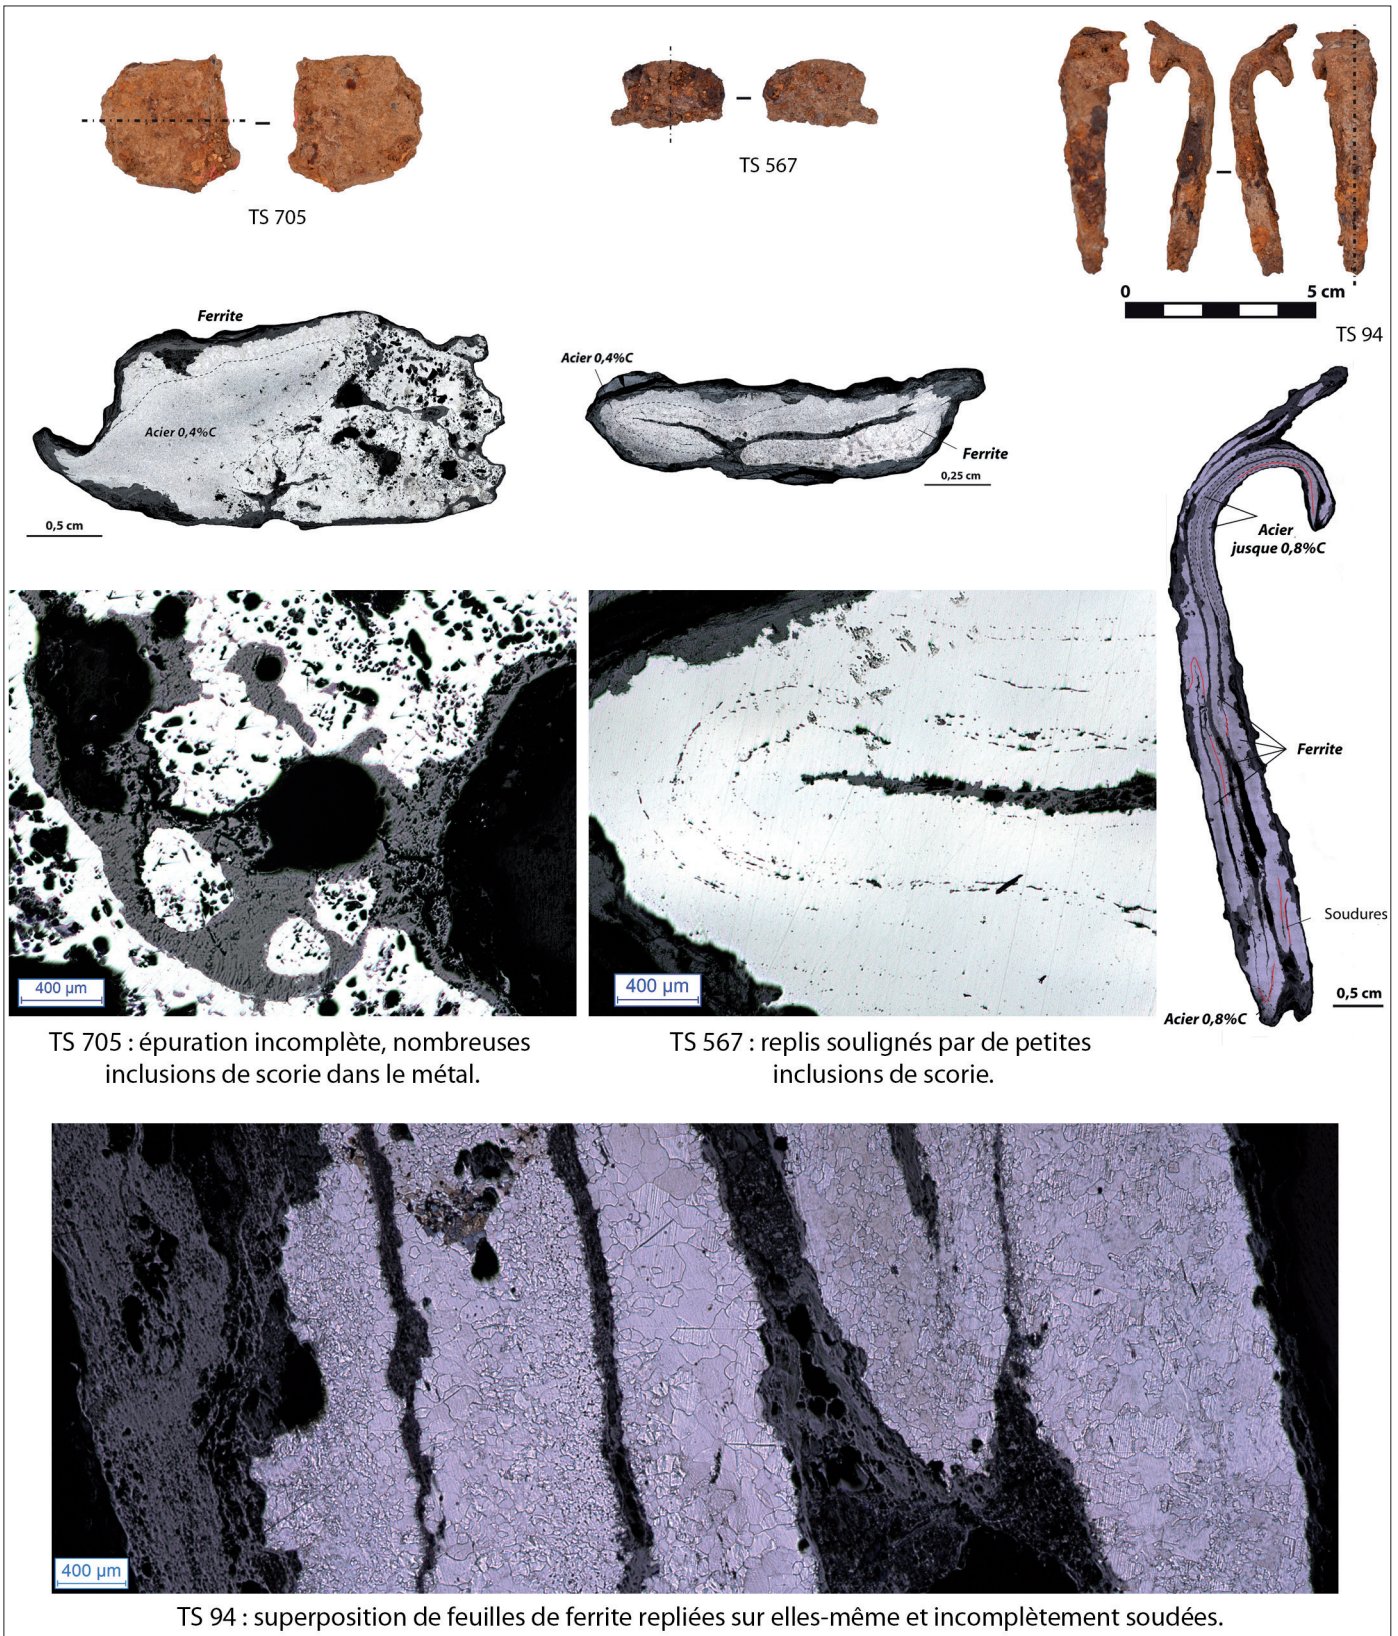 TS 705
TS 567
0 5 cm
TS 94
Ferrite
Acier 0,4%C
0,5 cm
Acier 0,4%C
Ferrite
0,25 cm
Acier
jusque 0,8%C
Ferrite
Soudures
0,5 cm
Acier 0,8%C
400 µm
400 µm
TS 705 : épuration incomplète, nombreuses
inclusions de scorie dans le métal.
TS 567 : replis soulignés par de petites
inclusions de scorie.
400 µm
TS 94 : superposition de feuilles de ferrite repliées sur elles-même et incomplètement soudées.